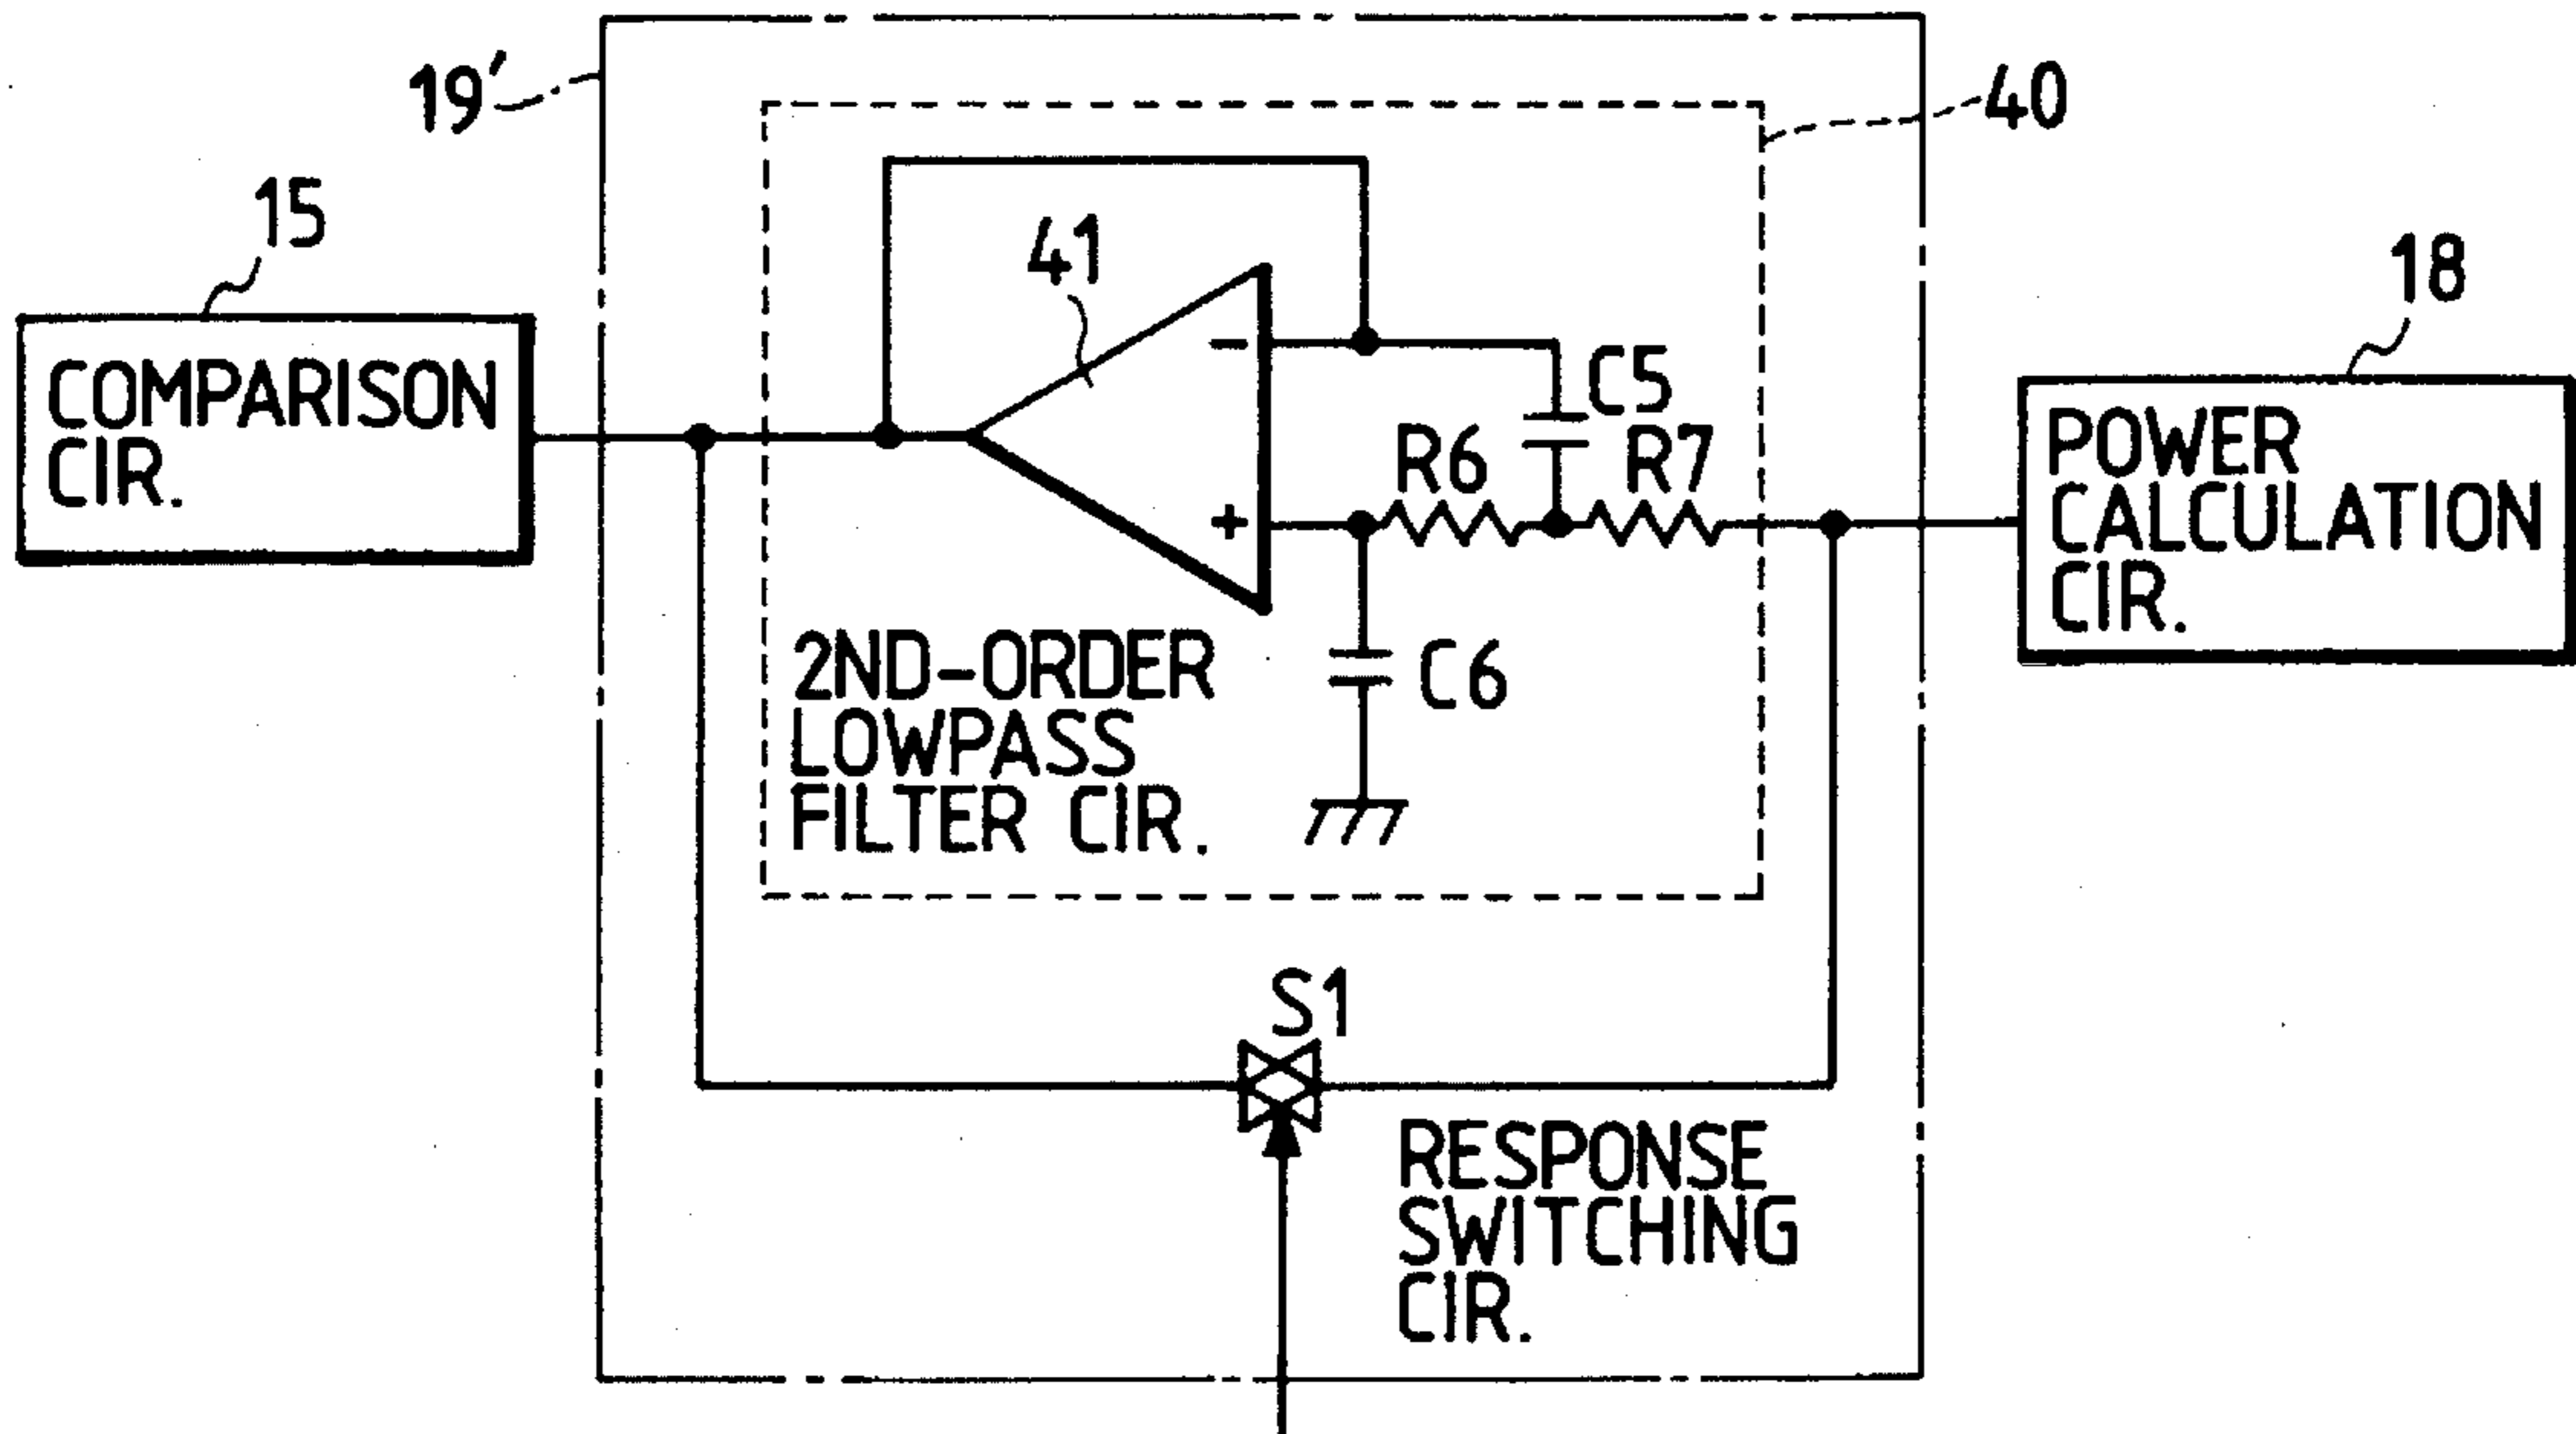 19′
40
15
COMPARISON
CIR.
41
-
+
C5
R6
R7
C6
18
POWER
CALCULATION
CIR.
2ND-ORDER
LOWPASS
FILTER CIR.
S1
RESPONSE
SWITCHING
CIR.